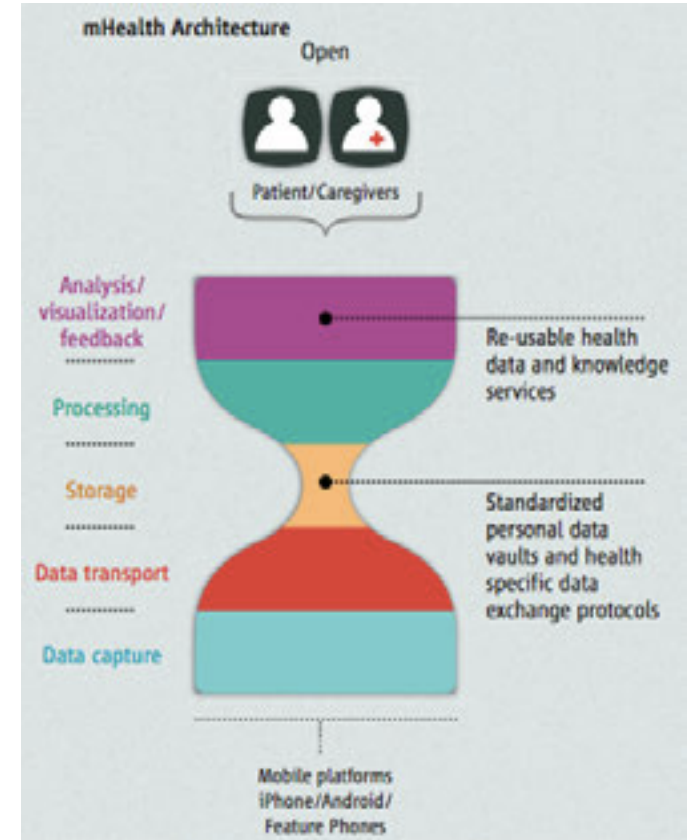 mHealth Architecture
Open
Patient/Caregivers
Analysis/
visualization/
feedback
Re-usable health
data and knowledge
services
Processing
Storage
Standardized
personal data
vaults and health
specific data
exchange protocols
Data transport
Data capture
Mobile platforms
iPhone/Android/
Feature Phones